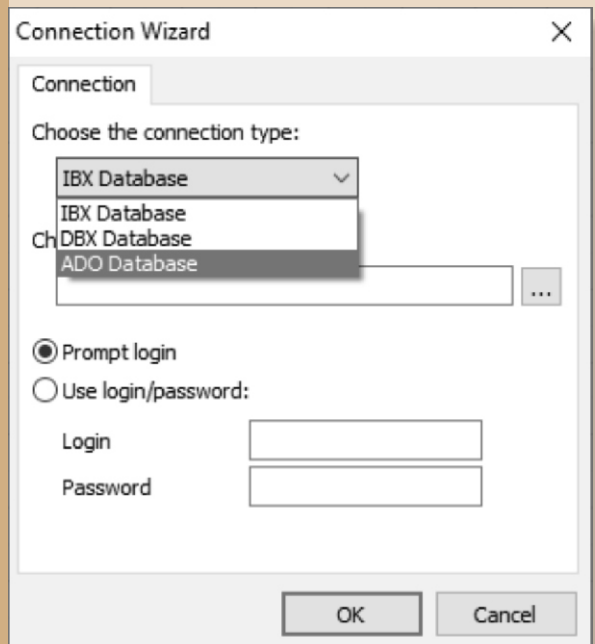 Connection Wizard
Connection
Choose the connection type:
IBX Database
IBX Database
Ch
DBX Database
ADO Database
...
Prompt login
Use login/password:
Login
Password
OK
Cancel